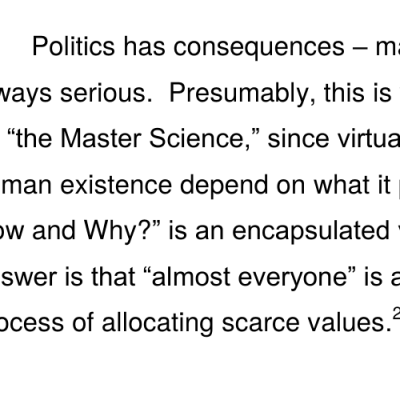 Politics has consequences – ma
ways serious. Presumably, this is
“the Master Science,” since virtua
man existence depend on what it
ow and Why?” is an encapsulated
swer is that “almost everyone” is a
ocess of allocating scarce values.2